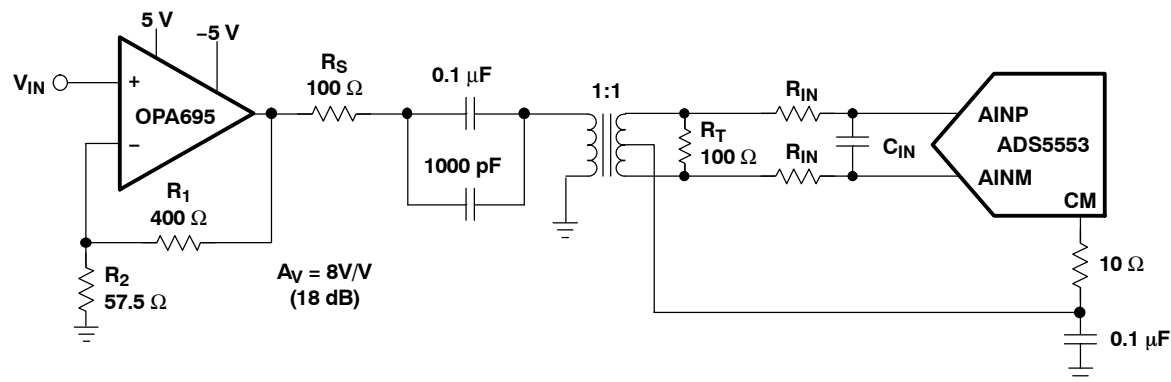 5 V
−5 V
V_IN
+
OPA695
−
R_S
100 Ω
0.1 μF
1000 pF
1:1
R_T
100 Ω
R_IN
R_IN
C_IN
AINP
ADS5553
AINM
CM
R_1
400 Ω
R_2
57.5 Ω
A_V = 8V/V
(18 dB)
10 Ω
0.1 μF